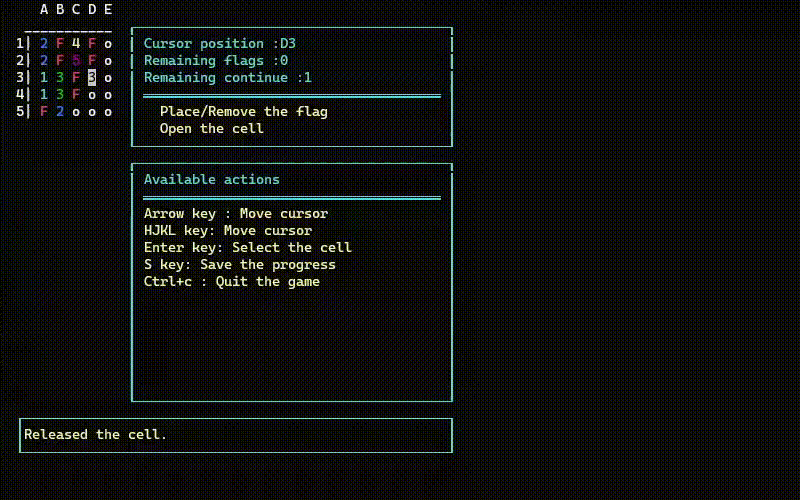 A B C D E
1| 2 F 4 F o
2| 2 F 5 F o
3| 1 3 F 3 o
4| 1 3 F o o
5| F 2 o o o
Cursor position :D3
Remaining flags :0
Remaining continue :1
Place/Remove the flag
Open the cell
Available actions
Arrow key : Move cursor
HJKL key: Move cursor
Enter key: Select the cell
S key: Save the progress
Ctrl+c : Quit the game
Released the cell.